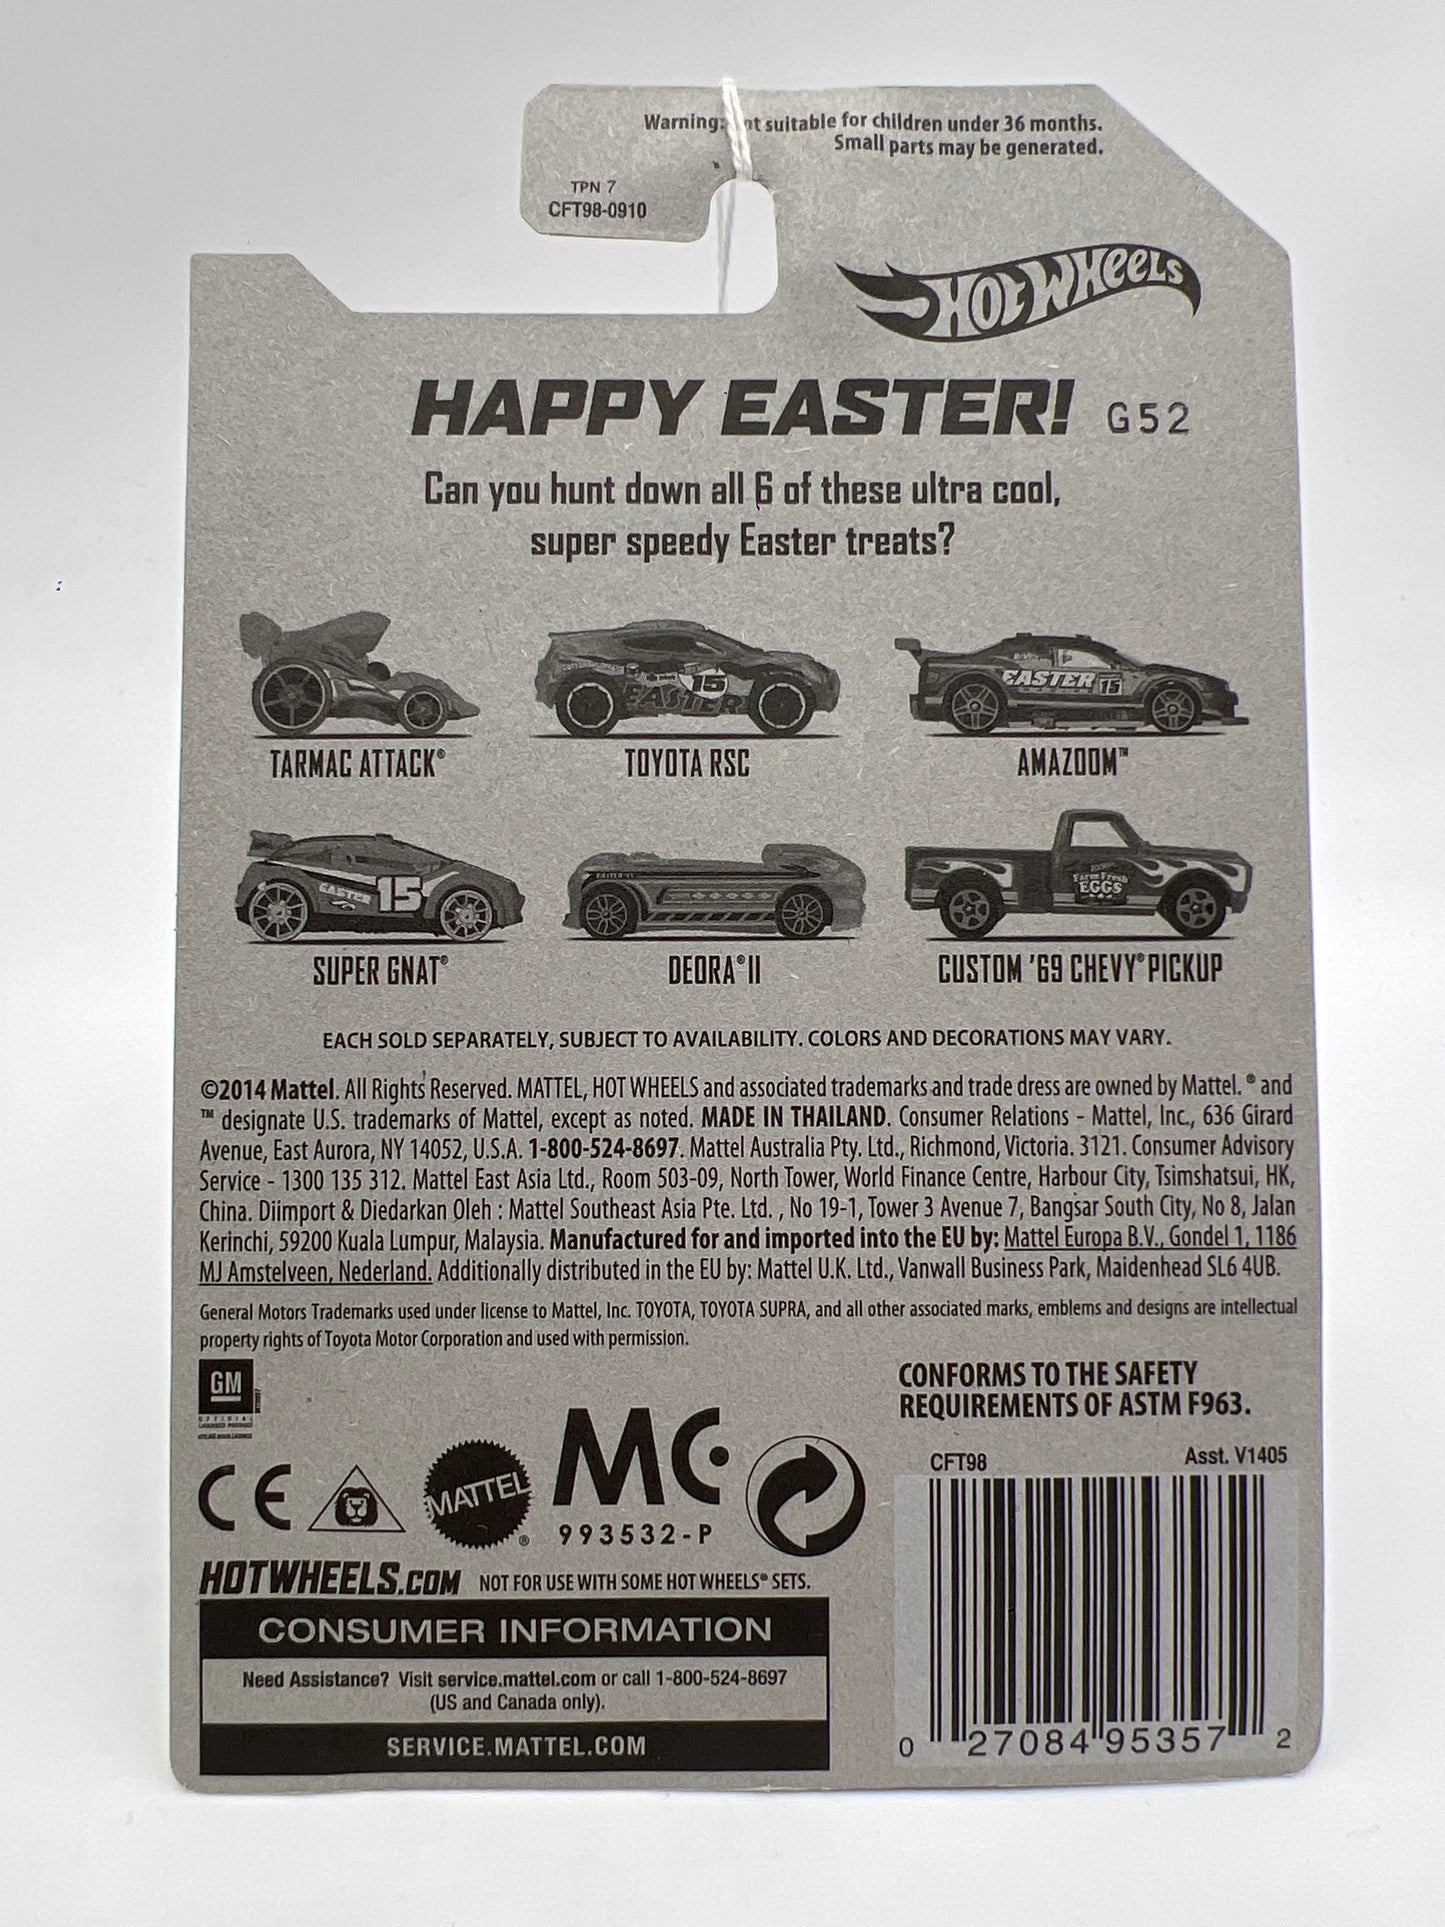 Warning: t suitable for children under 36 months.
Small parts may be generated.
TPN 7
CFT98-0910
HOT WHEELS
HAPPY EASTER! G52
Can you hunt down all 6 of these ultra cool,
super speedy Easter treats?
15
EASTER
EASTER 15
TARMAC ATTACK®
TOYOTA RSC
AMAZOOM™
EASTER 15
Farm Fresh
EGGS
SUPER GNAT®
DEORA® II
CUSTOM '69 CHEVY® PICKUP
EACH SOLD SEPARATELY, SUBJECT TO AVAILABILITY. COLORS AND DECORATIONS MAY VARY.
©2014 Mattel. All Rights Reserved. MATTEL, HOT WHEELS and associated trademarks and trade dress are owned by Mattel. ® and
™ designate U.S. trademarks of Mattel, except as noted. MADE IN THAILAND. Consumer Relations - Mattel, Inc., 636 Girard
Avenue, East Aurora, NY 14052, U.S.A. 1-800-524-8697. Mattel Australia Pty. Ltd., Richmond, Victoria. 3121. Consumer Advisory
Service - 1300 135 312. Mattel East Asia Ltd., Room 503-09, North Tower, World Finance Centre, Harbour City, Tsimshatsui, HK,
China. Diimport & Diedarkan Oleh : Mattel Southeast Asia Pte. Ltd. , No 19-1, Tower 3 Avenue 7, Bangsar South City, No 8, Jalan
Kerinchi, 59200 Kuala Lumpur, Malaysia. Manufactured for and imported into the EU by: Mattel Europa B.V., Gondel 1, 1186
MJ Amstelveen, Nederland. Additionally distributed in the EU by: Mattel U.K. Ltd., Vanwall Business Park, Maidenhead SL6 4UB.
General Motors Trademarks used under license to Mattel, Inc. TOYOTA, TOYOTA SUPRA, and all other associated marks, emblems and designs are intellectual
property rights of Toyota Motor Corporation and used with permission.
GM
OFFICIAL
LICENSED PRODUCT
CONFORMS TO THE SAFETY
REQUIREMENTS OF ASTM F963.
CE
MATTEL®
MC
993532-P
CFT98 Asst. V1405
HOTWHEELS.COM NOT FOR USE WITH SOME HOT WHEELS® SETS.
CONSUMER INFORMATION
Need Assistance? Visit service.mattel.com or call 1-800-524-8697
(US and Canada only).
SERVICE.MATTEL.COM
0 27084 95357 2